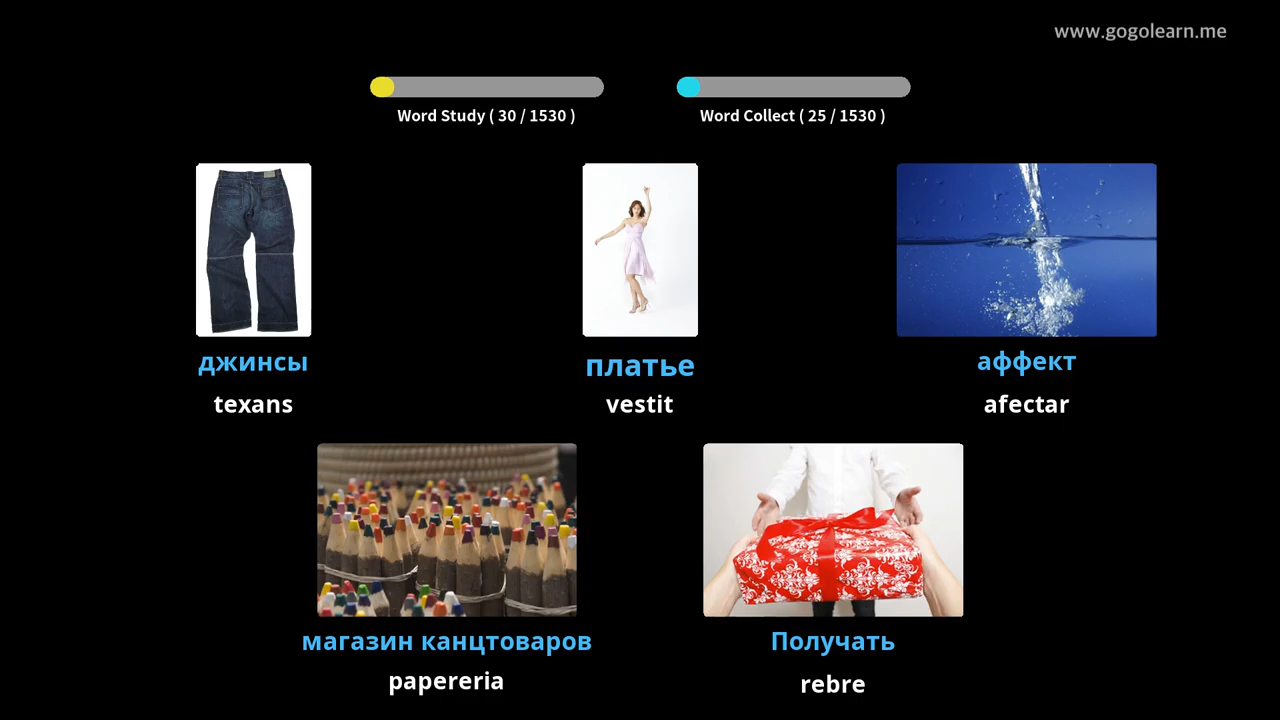 www.gogolearn.me
Word Study ( 30 / 1530 )
Word Collect ( 25 / 1530 )
джинсы
texans
платье
vestit
аффект
afectar
магазин канцтоваров
papereria
Получать
rebre